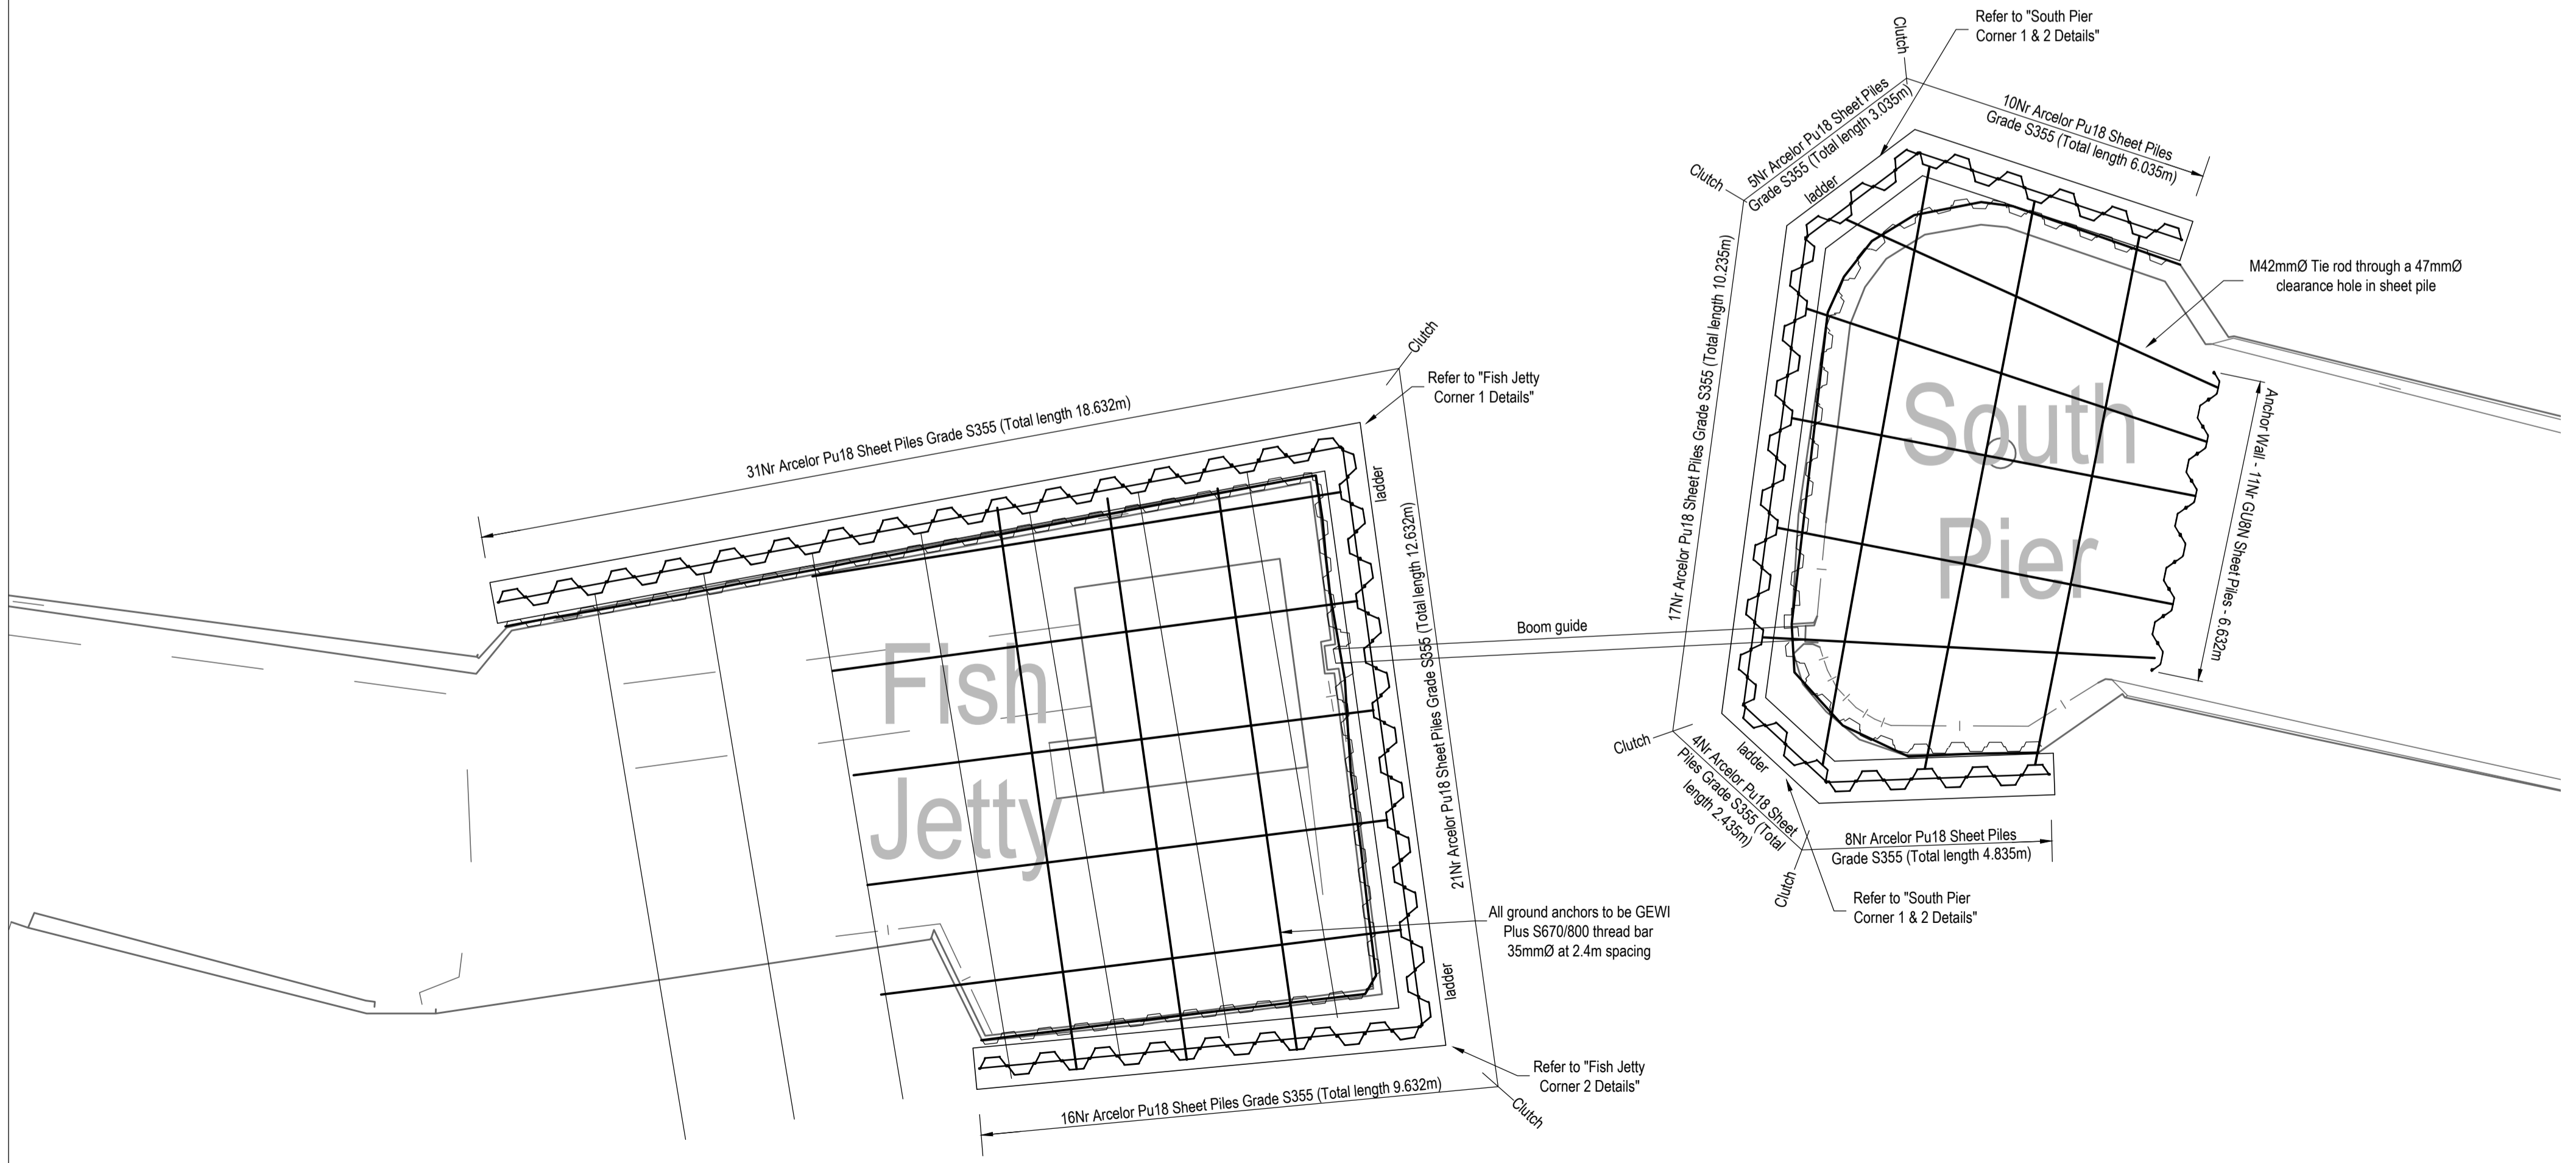 Clutch
Refer to "South Pier
Corner 1 & 2 Details"
5Nr Arcelor Pu18 Sheet Piles
Grade S355 (Total length 3.035m)
10Nr Arcelor Pu18 Sheet Piles
Grade S355 (Total length 6.035m)
Clutch
ladder
17Nr Arcelor Pu18 Sheet Piles Grade S355 (Total length 10.235m)
M42mmØ Tie rod through a 47mmØ
clearance hole in sheet pile
South
Pier
Anchor Wall - 11Nr GU8N Sheet Piles - 6.632m
Clutch
Refer to "Fish Jetty
Corner 1 Details"
31Nr Arcelor Pu18 Sheet Piles Grade S355 (Total length 18.632m)
ladder
21Nr Arcelor Pu18 Sheet Piles Grade S355 (Total length 12.632m)
Boom guide
Fish
Jetty
Clutch
ladder
4Nr Arcelor Pu18 Sheet
Piles Grade S355 (Total
length 2.435m)
8Nr Arcelor Pu18 Sheet Piles
Grade S355 (Total length 4.835m)
Clutch
Refer to "South Pier
Corner 1 & 2 Details"
All ground anchors to be GEWI
Plus S670/800 thread bar
35mmØ at 2.4m spacing
ladder
Refer to "Fish Jetty
Corner 2 Details"
16Nr Arcelor Pu18 Sheet Piles Grade S355 (Total length 9.632m)
Clutch